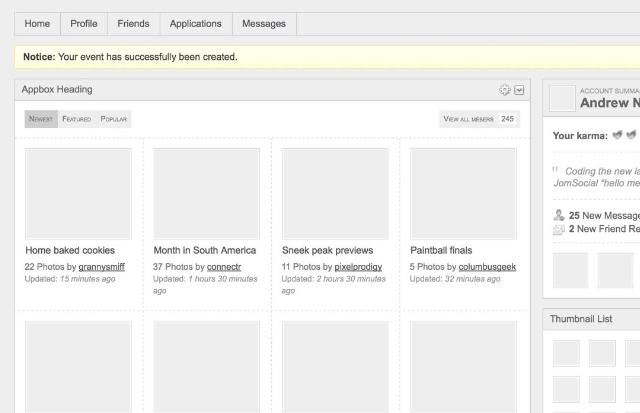 Home Profile Friends Applications Messages
Notice: Your event has successfully been created.
Appbox Heading
NEWEST FEATURED POPULAR VIEW ALL MEBERS 245
Home baked cookies
22 Photos by grannysmiff
Updated: 15 minutes ago
Month in South America
37 Photos by connectr
Updated: 1 hours 30 minutes
ago
Sneek peak previews
11 Photos by pixelprodigy
Updated: 2 hours 30 minutes
ago
Paintball finals
5 Photos by columbusgeek
Updated: 32 minutes ago
ACCOUNT SUMMA
Andrew N
Your karma:
" Coding the new la
JomSocial "hello me
25 New Message
2 New Friend Re
Thumbnail List